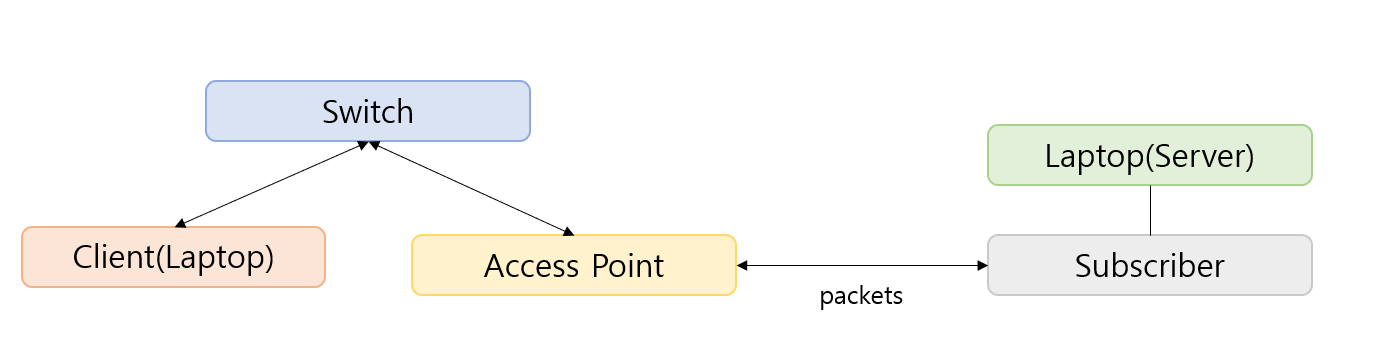 Switch
Laptop(Server)
Client(Laptop)
Access Point
Subscriber
packets